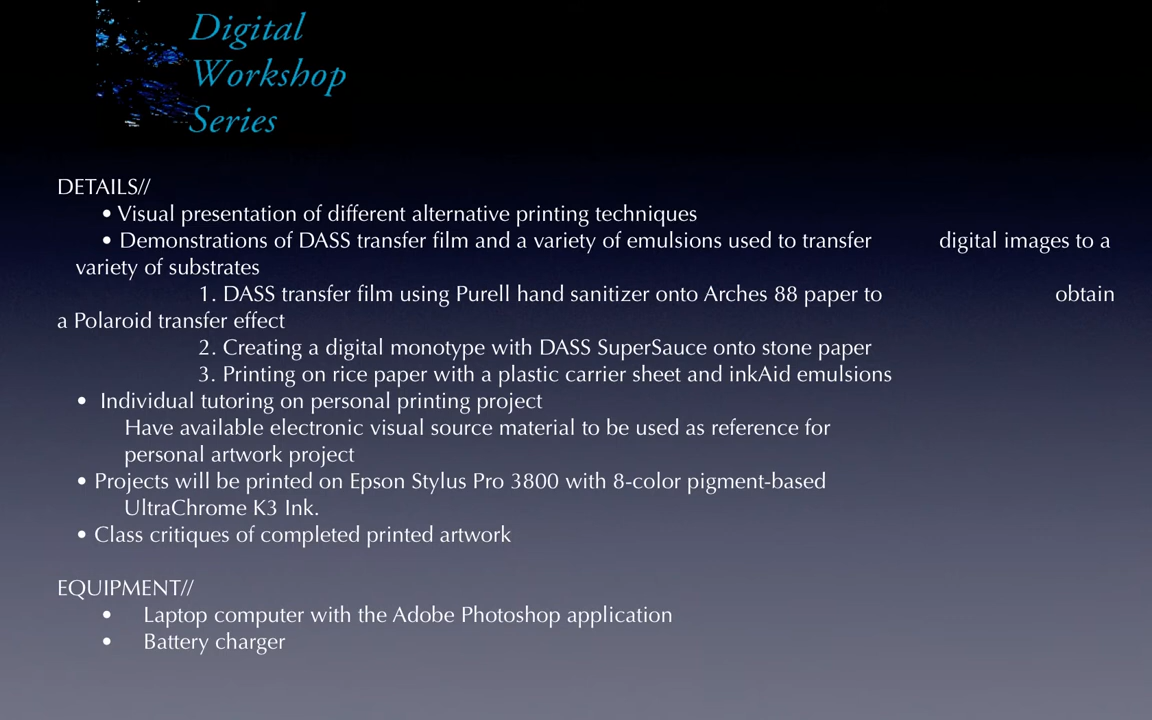 Digital
Workshop
Series
DETAILS//
• Visual presentation of different alternative printing techniques
• Demonstrations of DASS transfer film and a variety of emulsions used to transfer digital images to a
variety of substrates
1. DASS transfer film using Purell hand sanitizer onto Arches 88 paper to obtain
a Polaroid transfer effect
2. Creating a digital monotype with DASS SuperSauce onto stone paper
3. Printing on rice paper with a plastic carrier sheet and inkAid emulsions
• Individual tutoring on personal printing project
Have available electronic visual source material to be used as reference for
personal artwork project
• Projects will be printed on Epson Stylus Pro 3800 with 8-color pigment-based
UltraChrome K3 Ink.
• Class critiques of completed printed artwork
EQUIPMENT//
• Laptop computer with the Adobe Photoshop application
• Battery charger